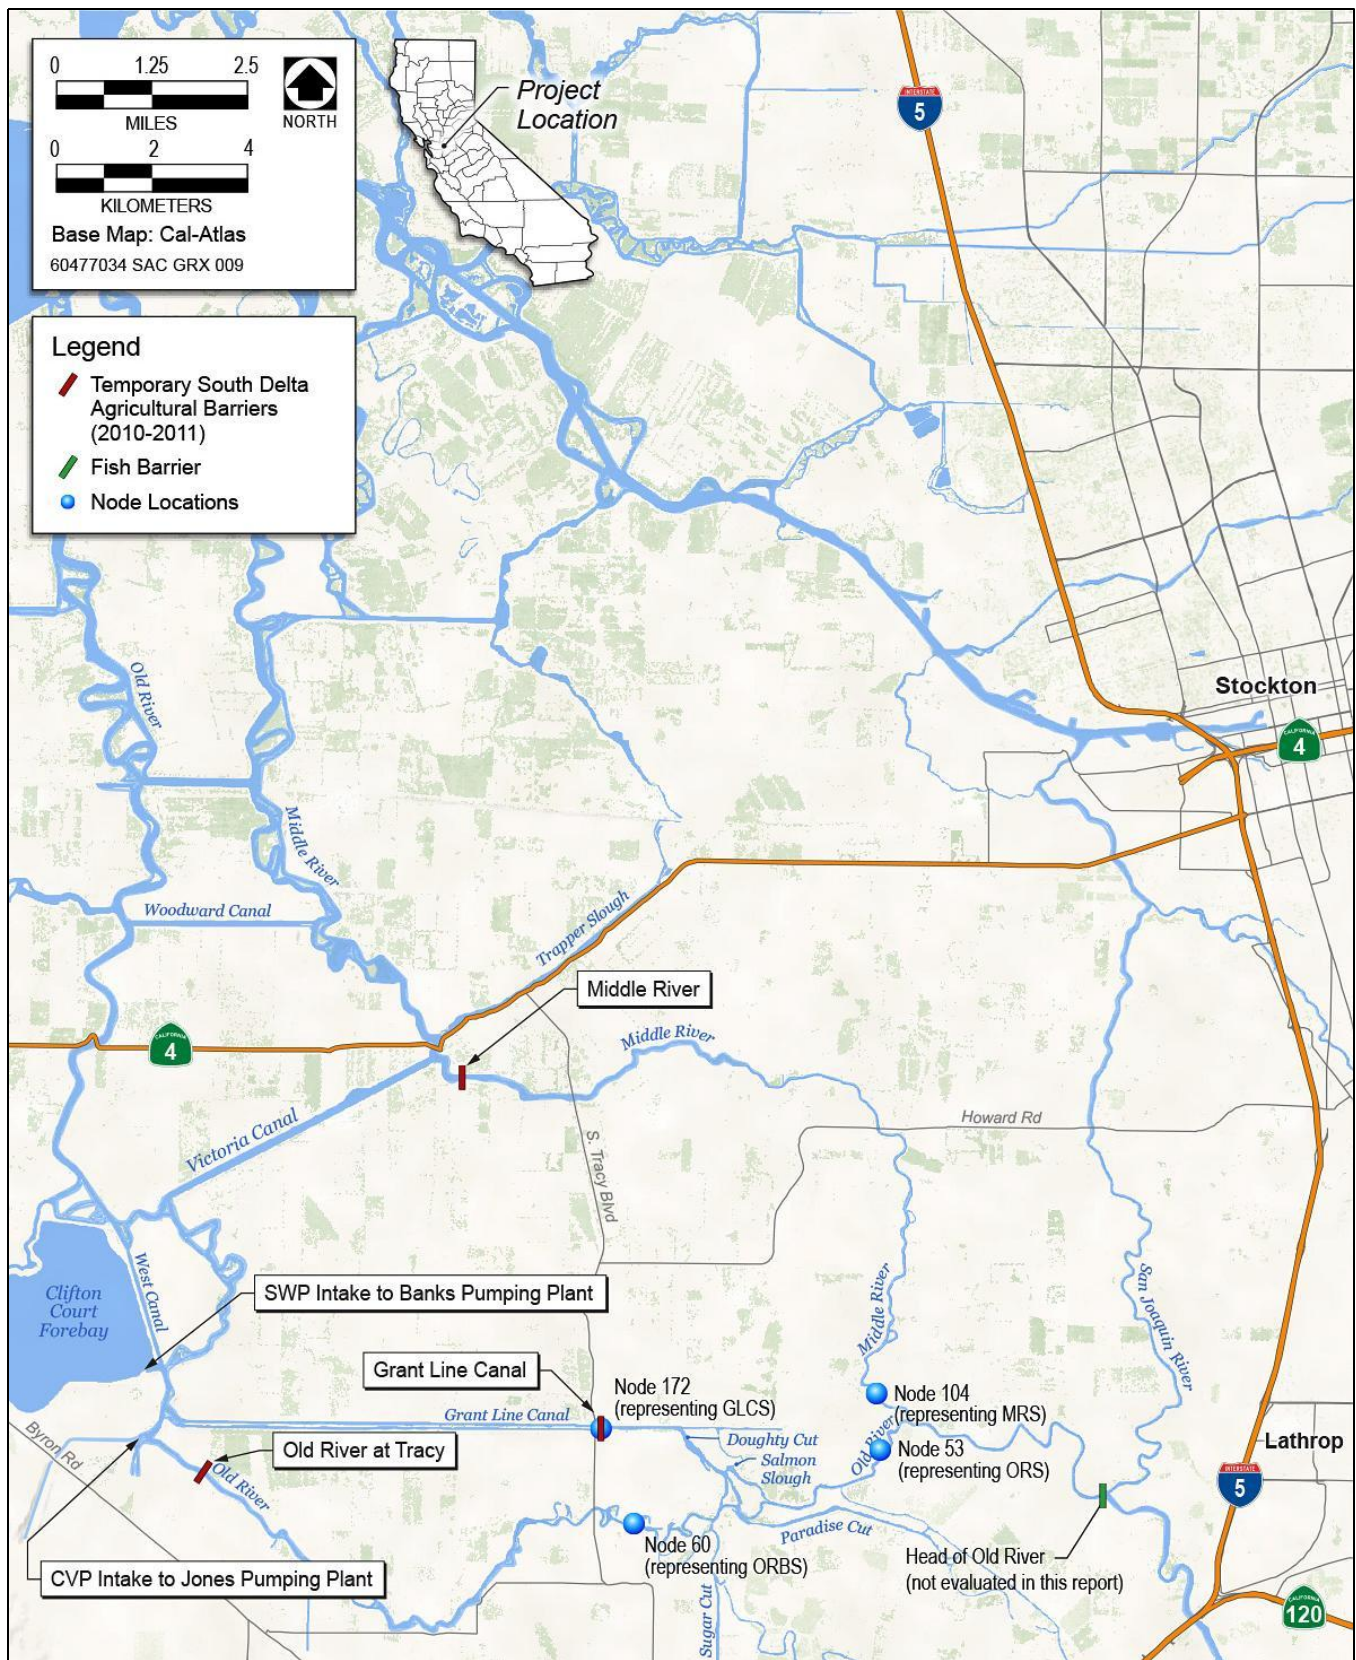 0 1.25 2.5
MILES
0 2 4
KILOMETERS
NORTH
Base Map: Cal-Atlas
60477034 SAC GRX 009
Project
Location
INTERSTATE
5
Legend
Temporary South Delta
Agricultural Barriers
(2010-2011)
Fish Barrier
Node Locations
Old River
Stockton
CALIFORNIA
4
Middle River
Woodward Canal
Trapper Slough
Middle River
CALIFORNIA
4
Middle River
Victoria Canal
Howard Rd
S. Tracy Blvd
West Canal
Clifton
Court
Forebay
SWP Intake to Banks Pumping Plant
Middle River
San Joaquin River
Grant Line Canal
Node 172
(representing GLCS)
Node 104
(representing MRS)
Grant Line Canal
Byron Rd
Old River at Tracy
Old River
Doughty Cut
Salmon
Slough
Old River
Node 53
(representing ORS)
Lathrop
INTERSTATE
5
Paradise Cut
Node 60
(representing ORBS)
Head of Old River
(not evaluated in this report)
CVP Intake to Jones Pumping Plant
Sugar Cut
CALIFORNIA
120